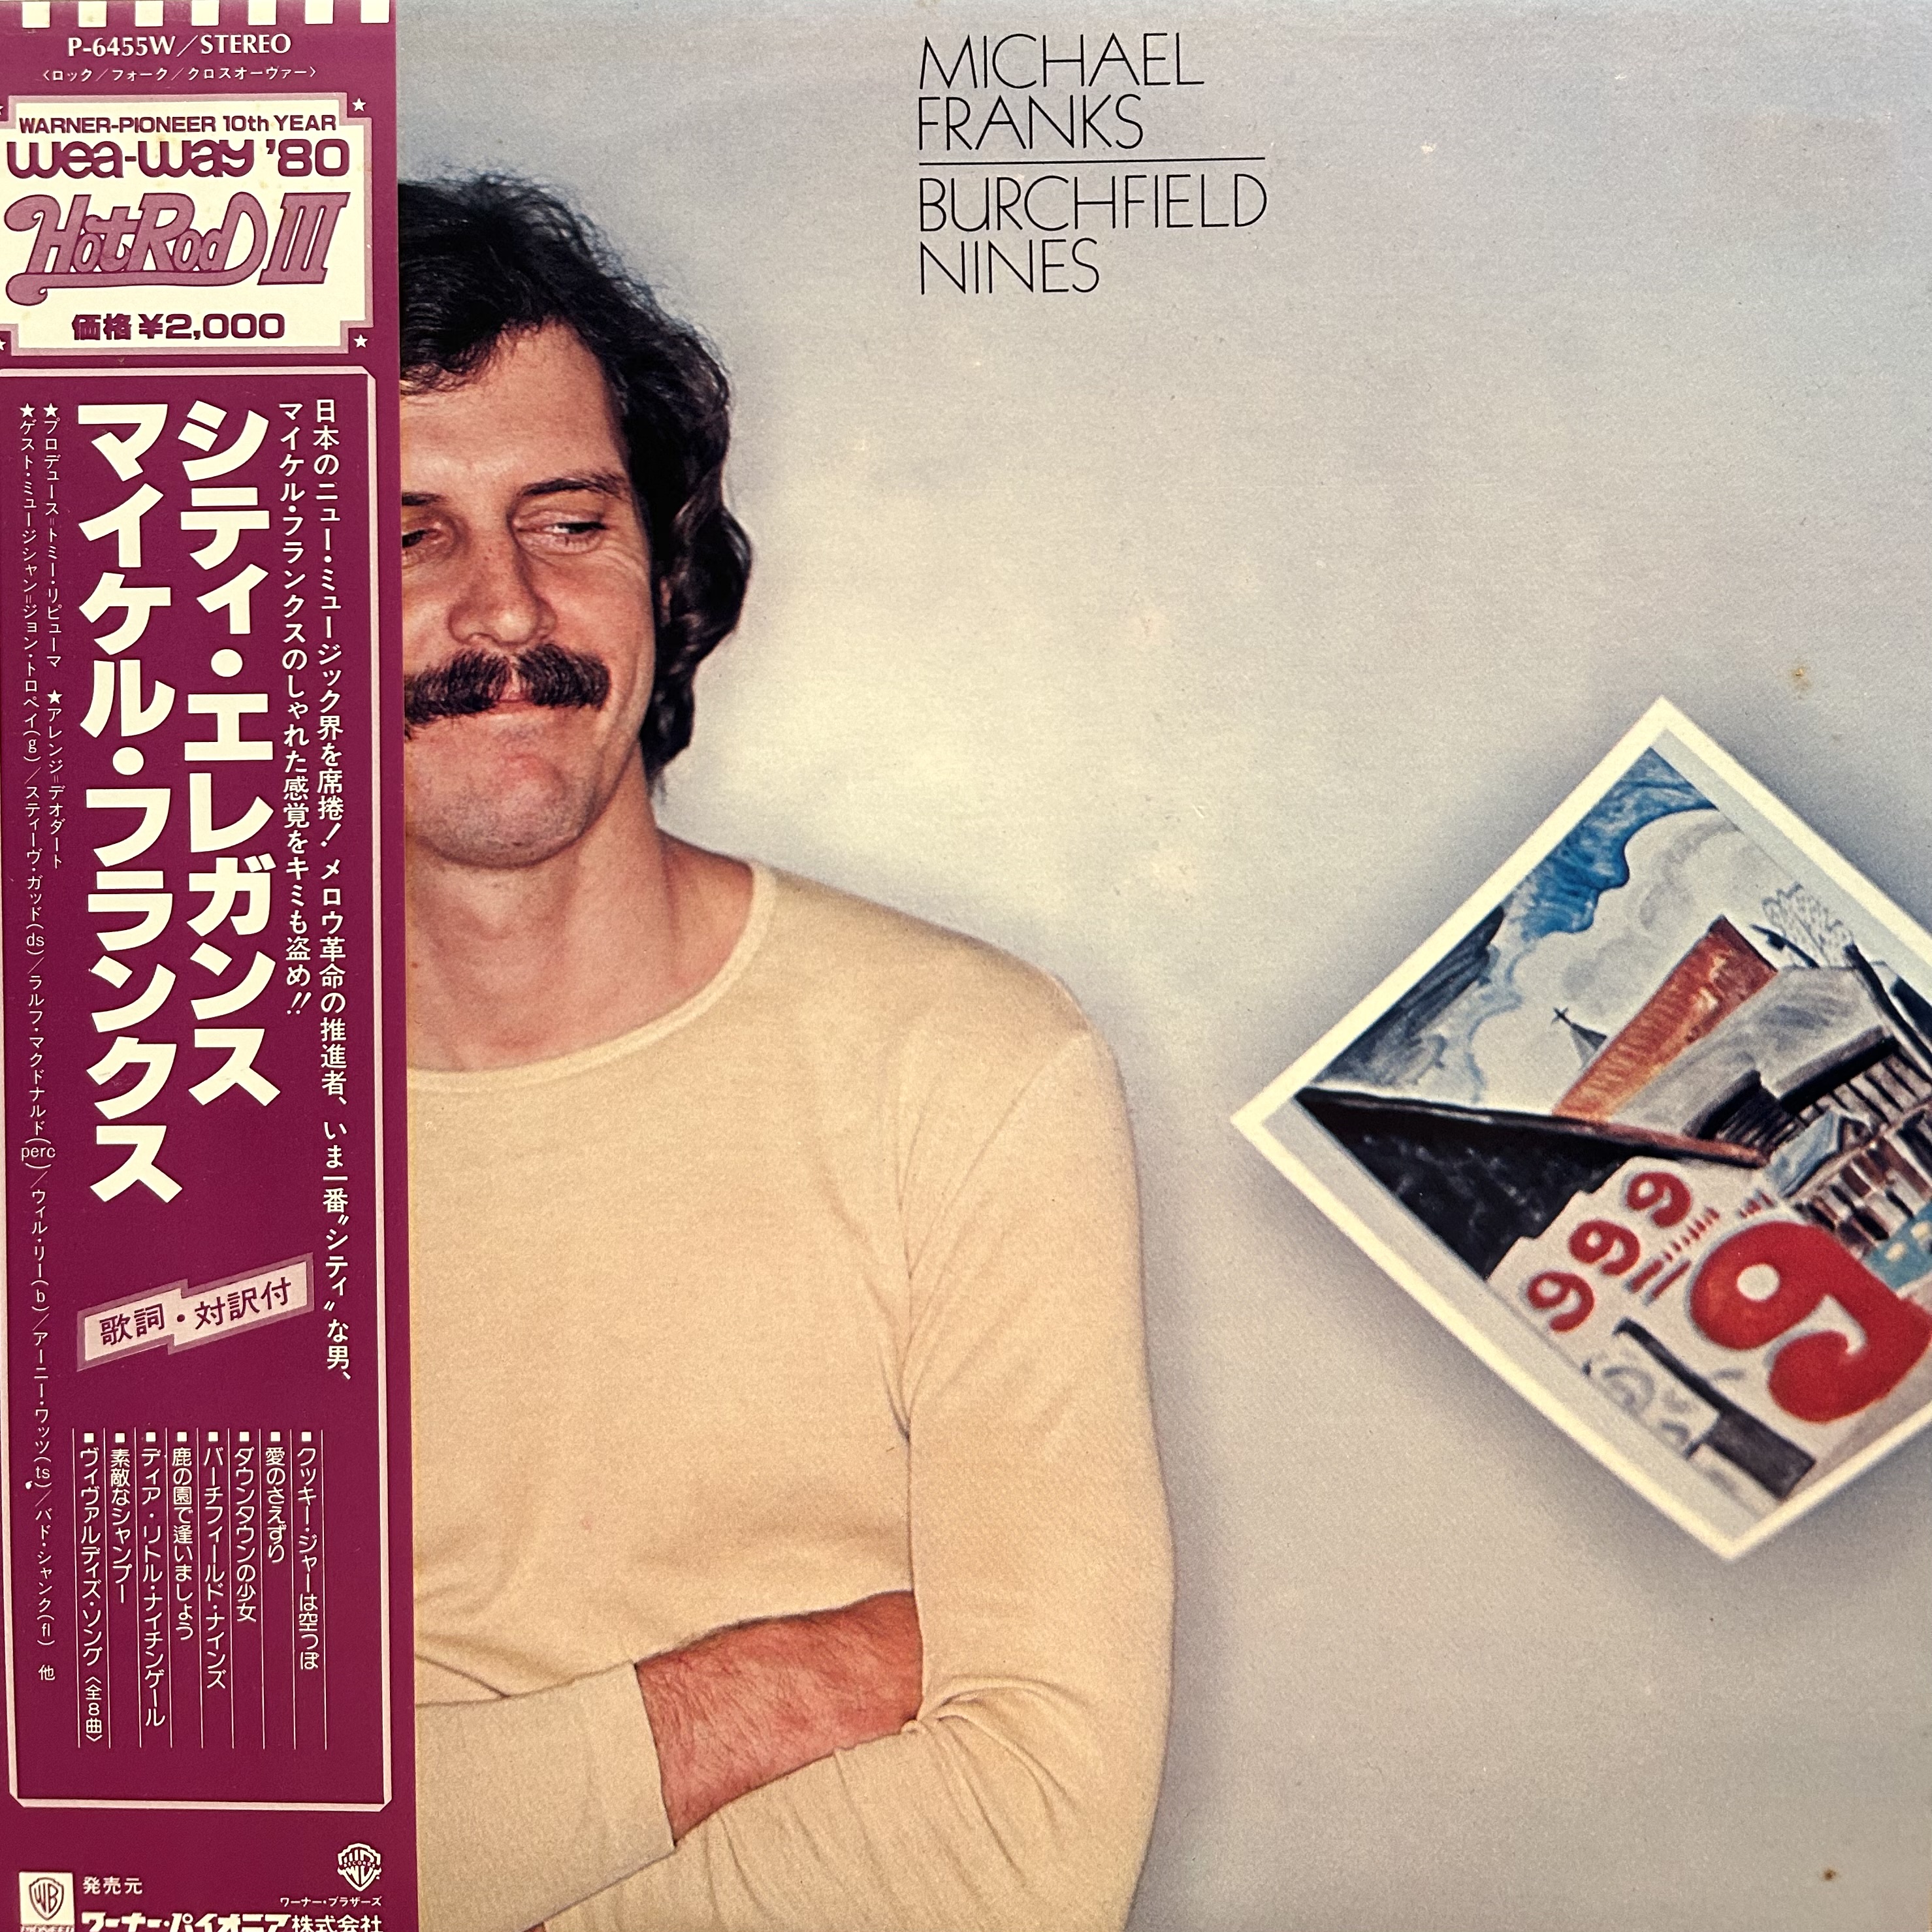 P-6455W／STEREO
〈ロック／フォーク／クロスオーヴァー〉
WARNER-PIONEER 10th YEAR
wea-way '80
Hot Rod III
価格¥2,000
日本のニュー・ミュージック界を席捲！メロウ革命の推進者、いま一番〝シティ〟な男、
マイケル・フランクスのしゃれた感覚をキミも盗め!!
シティ・エレガンス
マイケル・フランクス
★プロデュース=トミー・リピューマ ★アレンジ=デオダート
★ゲスト・ミュージシャン=ジョン・トロペイ(g)／スティーヴ・ガッド(ds)／ラルフ・マクドナルド(perc)／ウィル・リー(b)／アーニー・ワッツ(ts)／バド・シャンク(fl) 他
歌詞・対訳付
■クッキー・ジャーは空っぽ
■愛のさえずり
■ダウンタウンの少女
■バーチフィールド・ナインズ
■鹿の園で逢いましょう
■ディア・リトル・ナイチンゲール
■素敵なシャンプー
■ヴィヴァルディズ・ソング〈全8曲〉
発売元
ワーナー・ブラザーズ
ワーナー・パイオニア株式会社
MICHAEL
FRANKS
BURCHFIELD
NINES
999
9